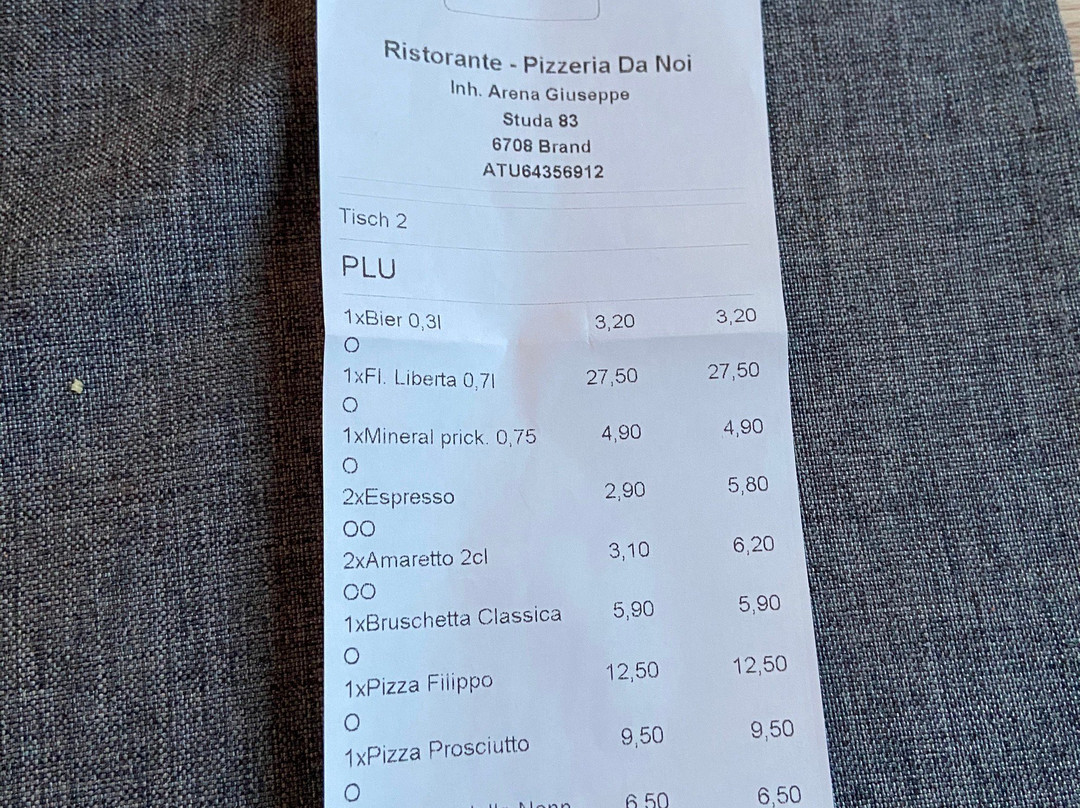 Ristorante - Pizzeria Da Noi
Inh. Arena Giuseppe
Studa 83
6708 Brand
ATU64356912
Tisch 2
PLU
1xBier 0,3l 3,20 3,20
O
1xFl. Liberta 0,7l 27,50 27,50
O
1xMineral prick. 0,75 4,90 4,90
O
2xEspresso 2,90 5,80
OO
2xAmaretto 2cl 3,10 6,20
OO
1xBruschetta Classica 5,90 5,90
O
1xPizza Filippo 12,50 12,50
O
1xPizza Prosciutto 9,50 9,50
O
6,50 6,50